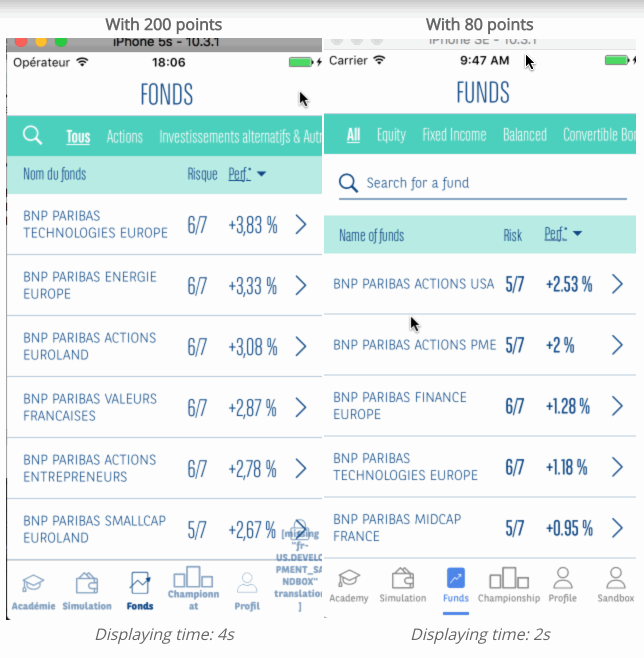 With 200 points
iPhone 5s - 10.3.1
Opérateur 18:06
FONDS
Tous Actions Investissements alternatifs & Autr
Nom du fonds Risque Perf.*
BNP PARIBAS
TECHNOLOGIES EUROPE 6/7 +3,83 %
BNP PARIBAS ENERGIE
EUROPE 6/7 +3,33 %
BNP PARIBAS ACTIONS
EUROLAND 6/7 +3,08 %
BNP PARIBAS VALEURS
FRANCAISES 6/7 +2,87 %
BNP PARIBAS ACTIONS
ENTREPRENEURS 6/7 +2,78 %
BNP PARIBAS SMALLCAP
EUROLAND 5/7 +2,67 %
Académie Simulation Fonds Championn
at Profil
[missing
"fr-
US.DEVELO
PMENT_SA
NDBOX"
translation
]
Displaying time: 4s
With 80 points
iPhone SE - 10.3.1
Carrier 9:47 AM
FUNDS
All Equity Fixed Income Balanced Convertible Bon
Search for a fund
Name of funds Risk Perf.*
BNP PARIBAS ACTIONS USA 5/7 +2.53 %
BNP PARIBAS ACTIONS PME 5/7 +2 %
BNP PARIBAS FINANCE
EUROPE 6/7 +1.28 %
BNP PARIBAS
TECHNOLOGIES EUROPE 6/7 +1.18 %
BNP PARIBAS MIDCAP
FRANCE 5/7 +0.95 %
Academy Simulation Funds Championship Profile Sandbox
Displaying time: 2s